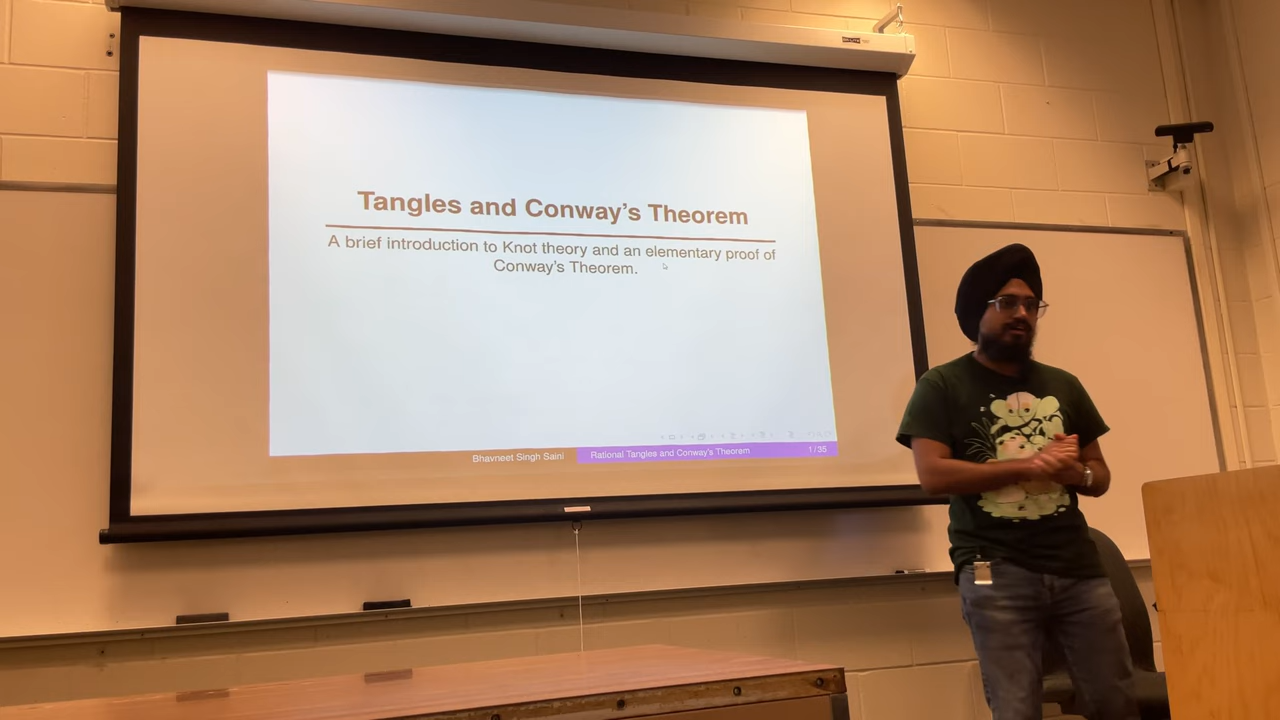 Tangles and Conway's Theorem
A brief introduction to Knot theory and an elementary proof of
Conway's Theorem.
Bhavneet Singh Saini
Rational Tangles and Conway's Theorem
1 / 35